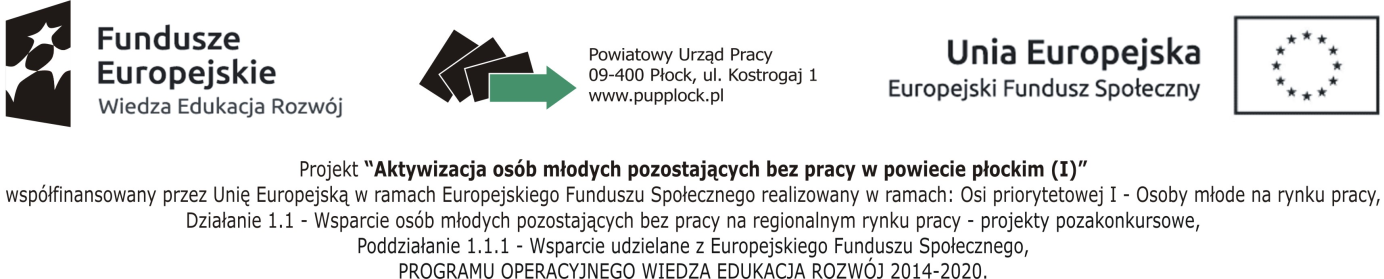 Fundusze
Europejskie
Wiedza Edukacja Rozwój
Powiatowy Urząd Pracy
09-400 Płock, ul. Kostrogaj 1
www.pupplock.pl
Unia Europejska
Europejski Fundusz Społeczny
Projekt “Aktywizacja osób młodych pozostających bez pracy w powiecie płockim (I)”
współfinansowany przez Unię Europejską w ramach Europejskiego Funduszu Społecznego realizowany w ramach: Osi priorytetowej I - Osoby młode na rynku pracy,
Działanie 1.1 - Wsparcie osób młodych pozostających bez pracy na regionalnym rynku pracy - projekty pozakonkursowe,
Poddziałanie 1.1.1 - Wsparcie udzielane z Europejskiego Funduszu Społecznego,
PROGRAMU OPERACYJNEGO WIEDZA EDUKACJA ROZWÓJ 2014-2020.